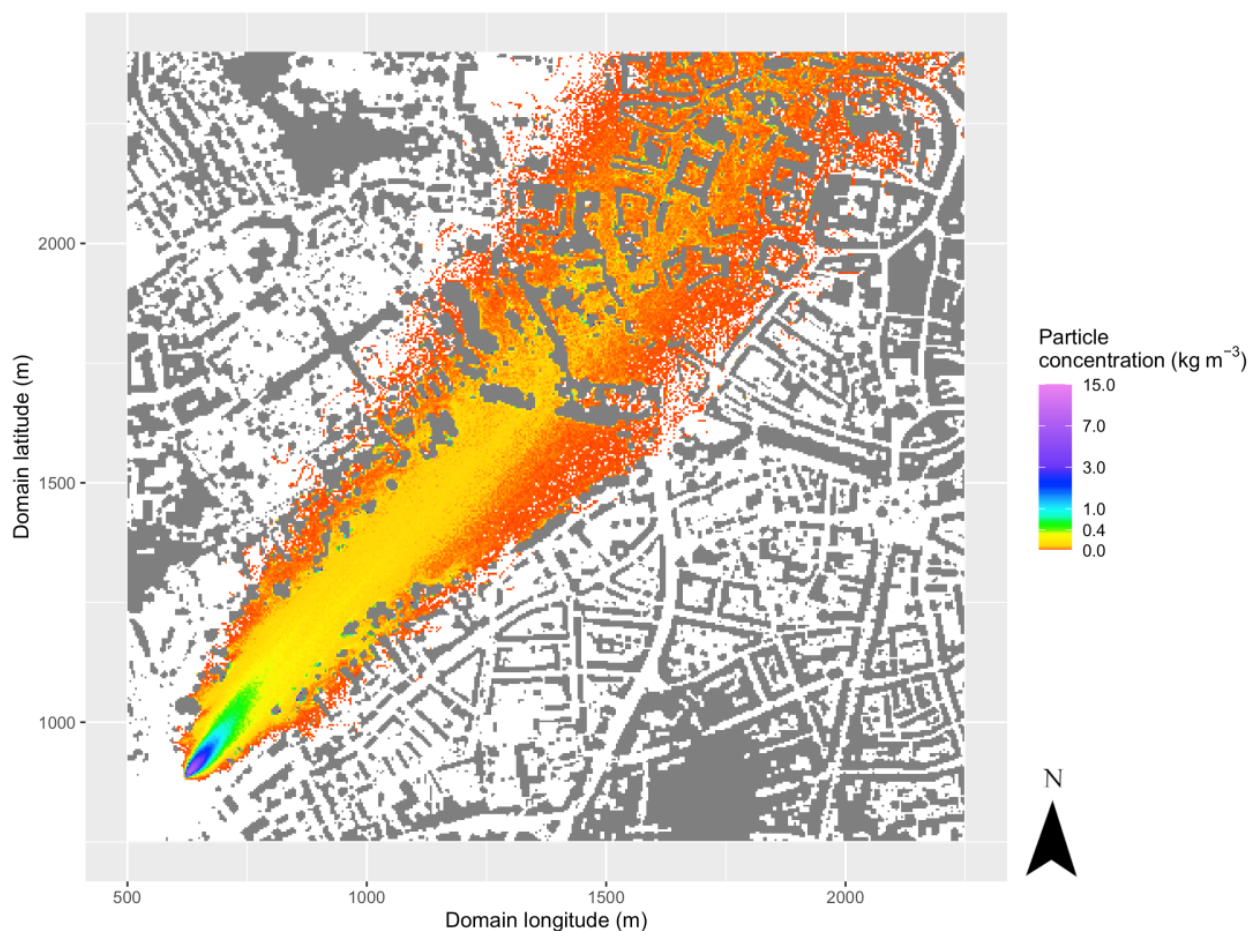 2000
1500
1000
Domain latitude (m)
500
1000
1500
2000
Domain longitude (m)
Particle
concentration (kg m⁻³)
15.0
7.0
3.0
1.0
0.4
0.0
N